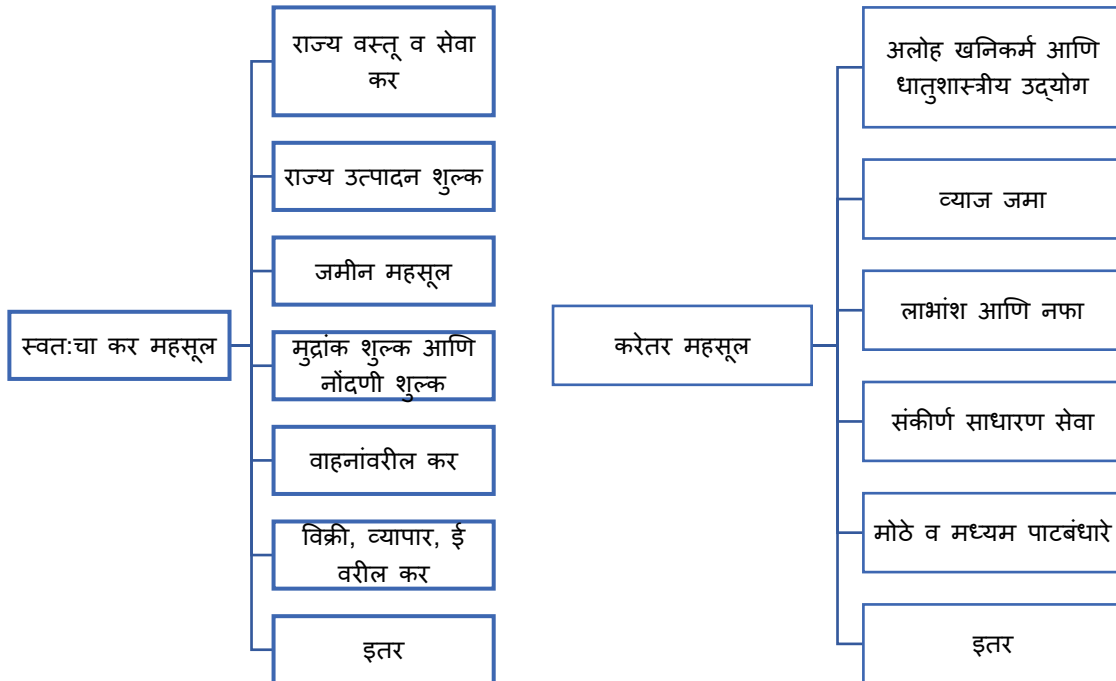 स्वत:चा कर महसूल
राज्य वस्तू व सेवा
कर
राज्य उत्पादन शुल्क
जमीन महसूल
मुद्रांक शुल्क आणि
नोंदणी शुल्क
वाहनांवरील कर
विक्री, व्यापार, ई
वरील कर
इतर
करेतर महसूल
अलोह खनिकर्म आणि
धातुशास्त्रीय उद्‌योग
व्याज जमा
लाभांश आणि नफा
संकीर्ण साधारण सेवा
मोठे व मध्यम पाटबंधारे
इतर